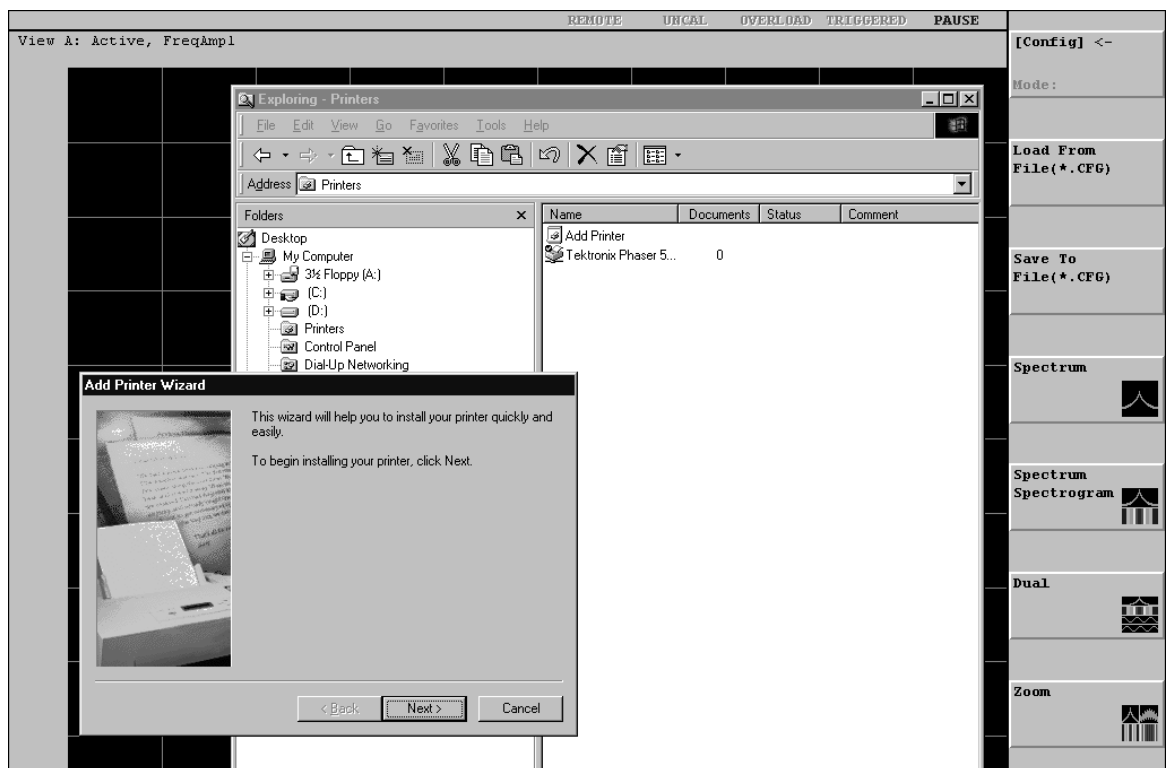 REMOTE UNCAL OVERLOAD TRIGGERED PAUSE
View A: Active, FreqAmpl
[Config] <-
Mode:
Load From
File(*.CFG)
Save To
File(*.CFG)
Spectrum
Spectrum
Spectrogram
Dual
Zoom
Exploring - Printers
File Edit View Go Favorites Tools Help
Address Printers
Folders
Desktop
My Computer
3½ Floppy (A:)
(C:)
(D:)
Printers
Control Panel
Dial-Up Networking
Name Documents Status Comment
Add Printer
Tektronix Phaser 5... 0
Add Printer Wizard
This wizard will help you to install your printer quickly and
easily.
To begin installing your printer, click Next.
< Back Next > Cancel